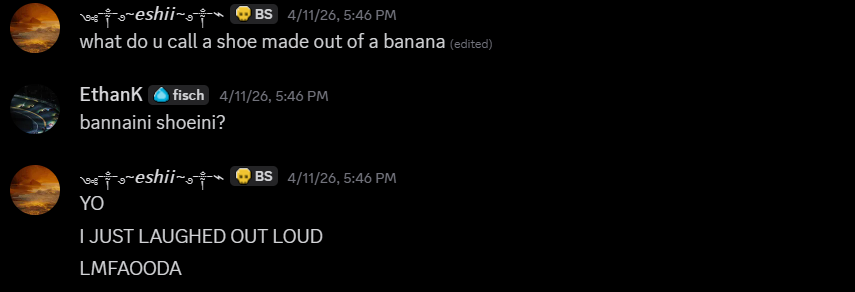 ~eshii~ BS 4/11/26, 5:46 PM
what do u call a shoe made out of a banana (edited)
EthanK fisch 4/11/26, 5:46 PM
bannaini shoeini?
~eshii~ BS 4/11/26, 5:46 PM
YO
I JUST LAUGHED OUT LOUD
LMFAOODA